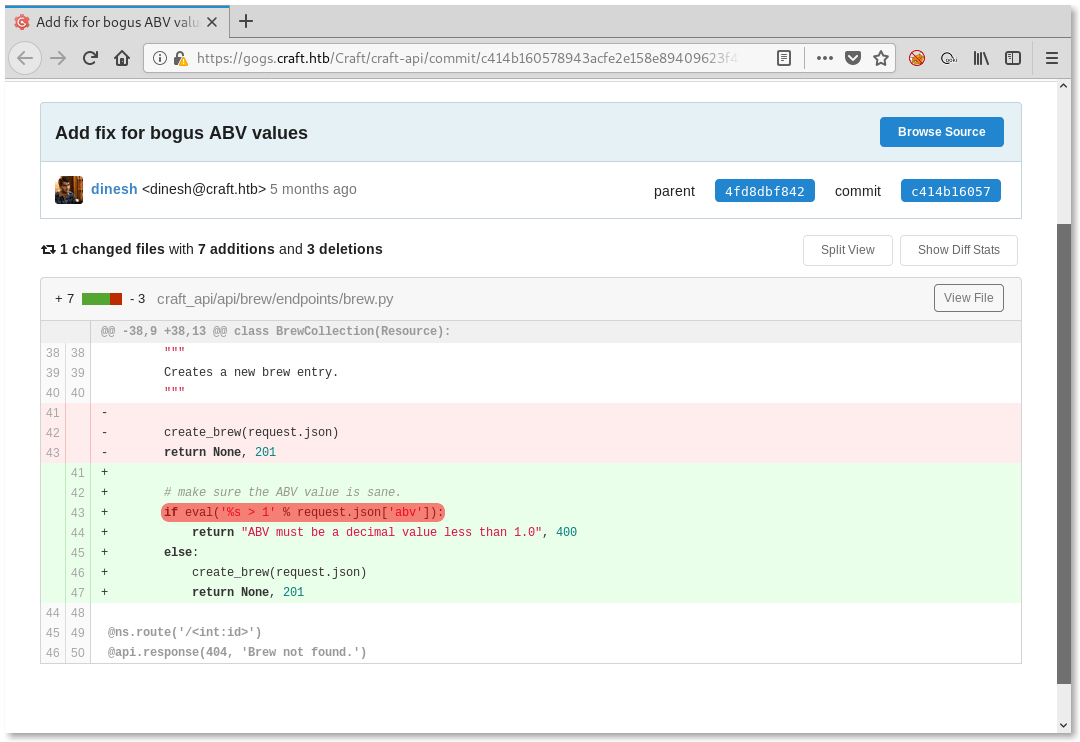 Add fix for bogus ABV valu
https://gogs.craft.htb/Craft/craft-api/commit/c414b160578943acfe2e158e89409623f4
Add fix for bogus ABV values
Browse Source
dinesh <dinesh@craft.htb> 5 months ago
parent 4fd8dbf842 commit c414b16057
1 changed files with 7 additions and 3 deletions
Split View
Show Diff Stats
+ 7 - 3 craft_api/api/brew/endpoints/brew.py
View File
@@ -38,9 +38,13 @@ class BrewCollection(Resource):
38 38 """
39 39 Creates a new brew entry.
40 40 """
41 -
42 - create_brew(request.json)
43 - return None, 201
41 +
42 + # make sure the ABV value is sane.
43 + if eval('%s > 1' % request.json['abv']):
44 + return "ABV must be a decimal value less than 1.0", 400
45 + else:
46 + create_brew(request.json)
47 + return None, 201
44 48
45 49 @ns.route('/<int:id>')
46 50 @api.response(404, 'Brew not found.')